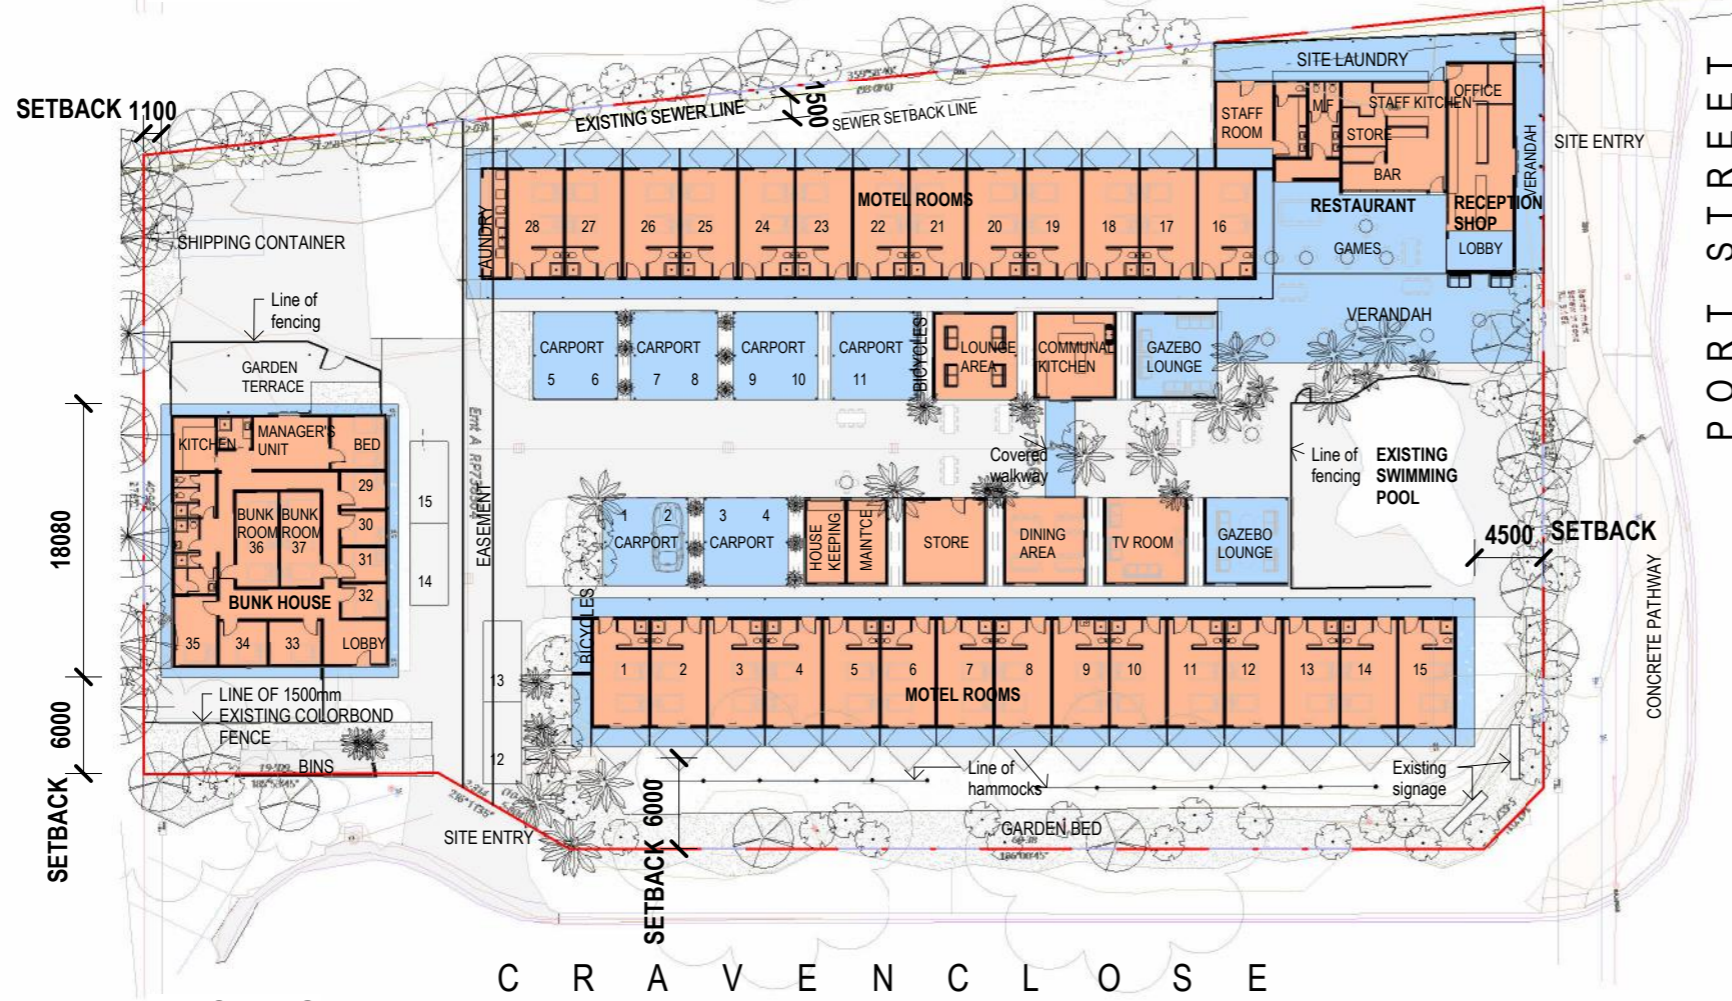 SETBACK 1100
EXISTING SEWER LINE
1500
SEWER SETBACK LINE
359°58'40"
SITE LAUNDRY
OFFICE
STAFF
ROOM
M/F
STAFF KITCHEN
STORE
BAR
VERANDAH
SITE ENTRY
PORT STREET
SHIPPING CONTAINER
LAUNDRY
MOTEL ROOMS
28
27
26
25
24
23
22
21
20
19
18
17
16
RESTAURANT
GAMES
RECEPTION
SHOP
LOBBY
VERANDAH
Line of
fencing
GARDEN
TERRACE
CARPORT
5 6
CARPORT
7 8
CARPORT
9 10
CARPORT
11
BICYCLES
LOUNGE
AREA
COMMUNAL
KITCHEN
GAZEBO
LOUNGE
KITCHEN
MANAGER'S
UNIT
BED
29
30
31
32
BUNK
ROOM
36
BUNK
ROOM
37
BUNK HOUSE
35
34
33
LOBBY
18080
6000
SETBACK
15
14
13
12
EASEMENT
Covered
walkway
Line of
fencing
EXISTING
SWIMMING
POOL
4500 SETBACK
CONCRETE PATHWAY
1 2
CARPORT
3 4
CARPORT
HOUSE
KEEPING
MAINT'CE
STORE
DINING
AREA
TV ROOM
GAZEBO
LOUNGE
BICYCLES
1
2
3
4
5
6
7
8
9
10
11
12
13
14
15
MOTEL ROOMS
LINE OF 1500mm
EXISTING COLORBOND
FENCE
BINS
SITE ENTRY
SETBACK 6000
Line of
hammocks
Existing
signage
GARDEN BED
CRAVEN CLOSE